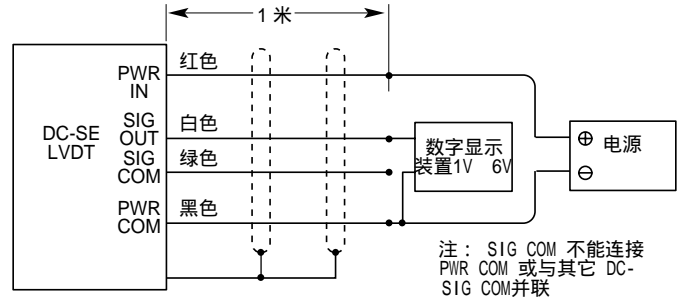 1 米
红色
PWR
IN
DC-SE
LVDT
SIG
OUT
白色
SIG
COM
绿色
PWR
COM
黑色
数字显示
装置1V 6V
⊕ 电源
⊖
注： SIG COM 不能连接
PWR COM 或与其它 DC-
SIG COM并联